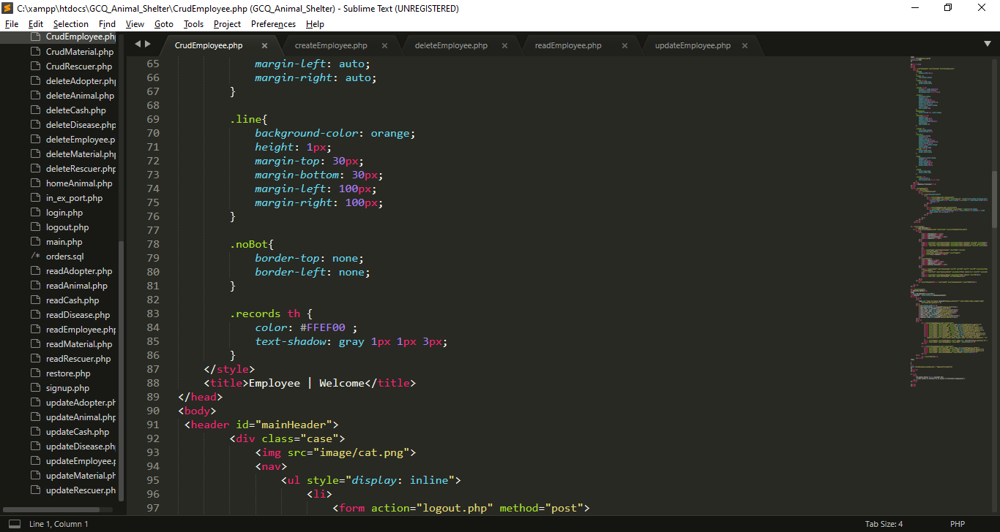 C:\xampp\htdocs\GCQ_Animal_Shelter\CrudEmployee.php (GCQ_Animal_Shelter) - Sublime Text (UNREGISTERED)
File Edit Selection Find View Goto Tools Project Preferences Help
CrudEmployee.ph
CrudMaterial.php
CrudRescuer.php
deleteAdopter.php
deleteAnimal.php
deleteCash.php
deleteDisease.php
deleteEmployee.p
deleteMaterial.php
deleteRescuer.php
homeAnimal.php
in_ex_port.php
login.php
logout.php
main.php
/* orders.sql
readAdopter.php
readAnimal.php
readCash.php
readDisease.php
readEmployee.php
readMaterial.php
readRescuer.php
restore.php
signup.php
updateAdopter.ph
updateAnimal.php
updateCash.php
updateDisease.ph
updateEmployee.p
updateMaterial.ph
updateRescuer.ph
CrudEmployee.php × createEmployee.php × deleteEmployee.php × readEmployee.php × updateEmployee.php ×
65 margin-left: auto;
66 margin-right: auto;
67 }
68
69 .line{
70 background-color: orange;
71 height: 1px;
72 margin-top: 30px;
73 margin-bottom: 30px;
74 margin-left: 100px;
75 margin-right: 100px;
76 }
77
78 .noBot{
79 border-top: none;
80 border-left: none;
81 }
82
83 .records th {
84 color: #FFEF00 ;
85 text-shadow: gray 1px 1px 3px;
86 }
87 </style>
88 <title>Employee | Welcome</title>
89 </head>
90 <body>
91 <header id="mainHeader">
92 <div class="case">
93 <img src="image/cat.png">
94 <nav>
95 <ul style="display: inline">
96 <li>
97 <form action="logout.php" method="post">
Line 1, Column 1 Tab Size: 4 PHP